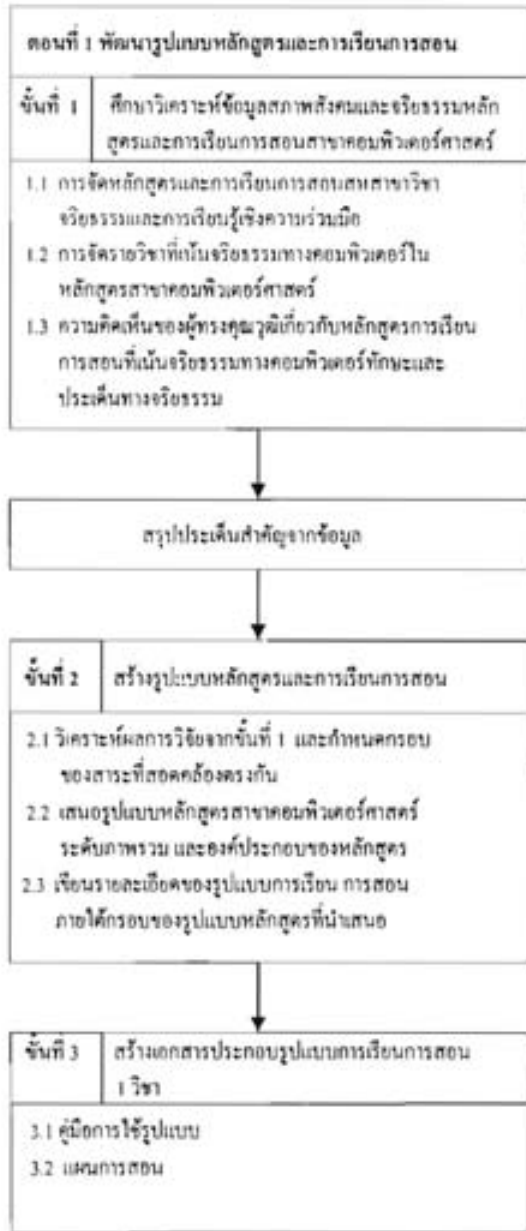 ตอนที่ 1 พัฒนารูปแบบหลักสูตรและการเรียนการสอน
ขั้นที่ 1
ศึกษาวิเคราะห์ข้อมูลสภาพสังคมและจริยธรรมหลัก
สูตรและการเรียนการสอนสาขาคอมพิวเตอร์ศาสตร์
1.1 การจัดหลักสูตรและการเรียนการสอนสหสาขาวิชา
จริยธรรมและการเรียนรู้เชิงความร่วมมือ
1.2 การจัดรายวิชาที่เน้นจริยธรรมทางคอมพิวเตอร์ใน
หลักสูตรสาขาคอมพิวเตอร์ศาสตร์
1.3 ความคิดเห็นของผู้ทรงคุณวุฒิเกี่ยวกับหลักสูตรการเรียน
การสอนที่เน้นจริยธรรมทางคอมพิวเตอร์ทักษะและ
ประเด็นทางจริยธรรม
สรุปประเด็นสำคัญจากข้อมูล
ขั้นที่ 2
สร้างรูปแบบหลักสูตรและการเรียนการสอน
2.1 วิเคราะห์ผลการวิจัยจากขั้นที่ 1 และกำหนดกรอบ
ของสาระที่สอดคล้องตรงกัน
2.2 เสนอรูปแบบหลักสูตรสาขาคอมพิวเตอร์ศาสตร์
ระดับภาพรวม และองค์ประกอบของหลักสูตร
2.3 เขียนรายละเอียดของรูปแบบการเรียน การสอน
ภายใต้กรอบของรูปแบบหลักสูตรที่นำเสนอ
ขั้นที่ 3
สร้างเอกสารประกอบรูปแบบการเรียนการสอน
1 วิชา
3.1 คู่มือการใช้รูปแบบ
3.2 แผนการสอน